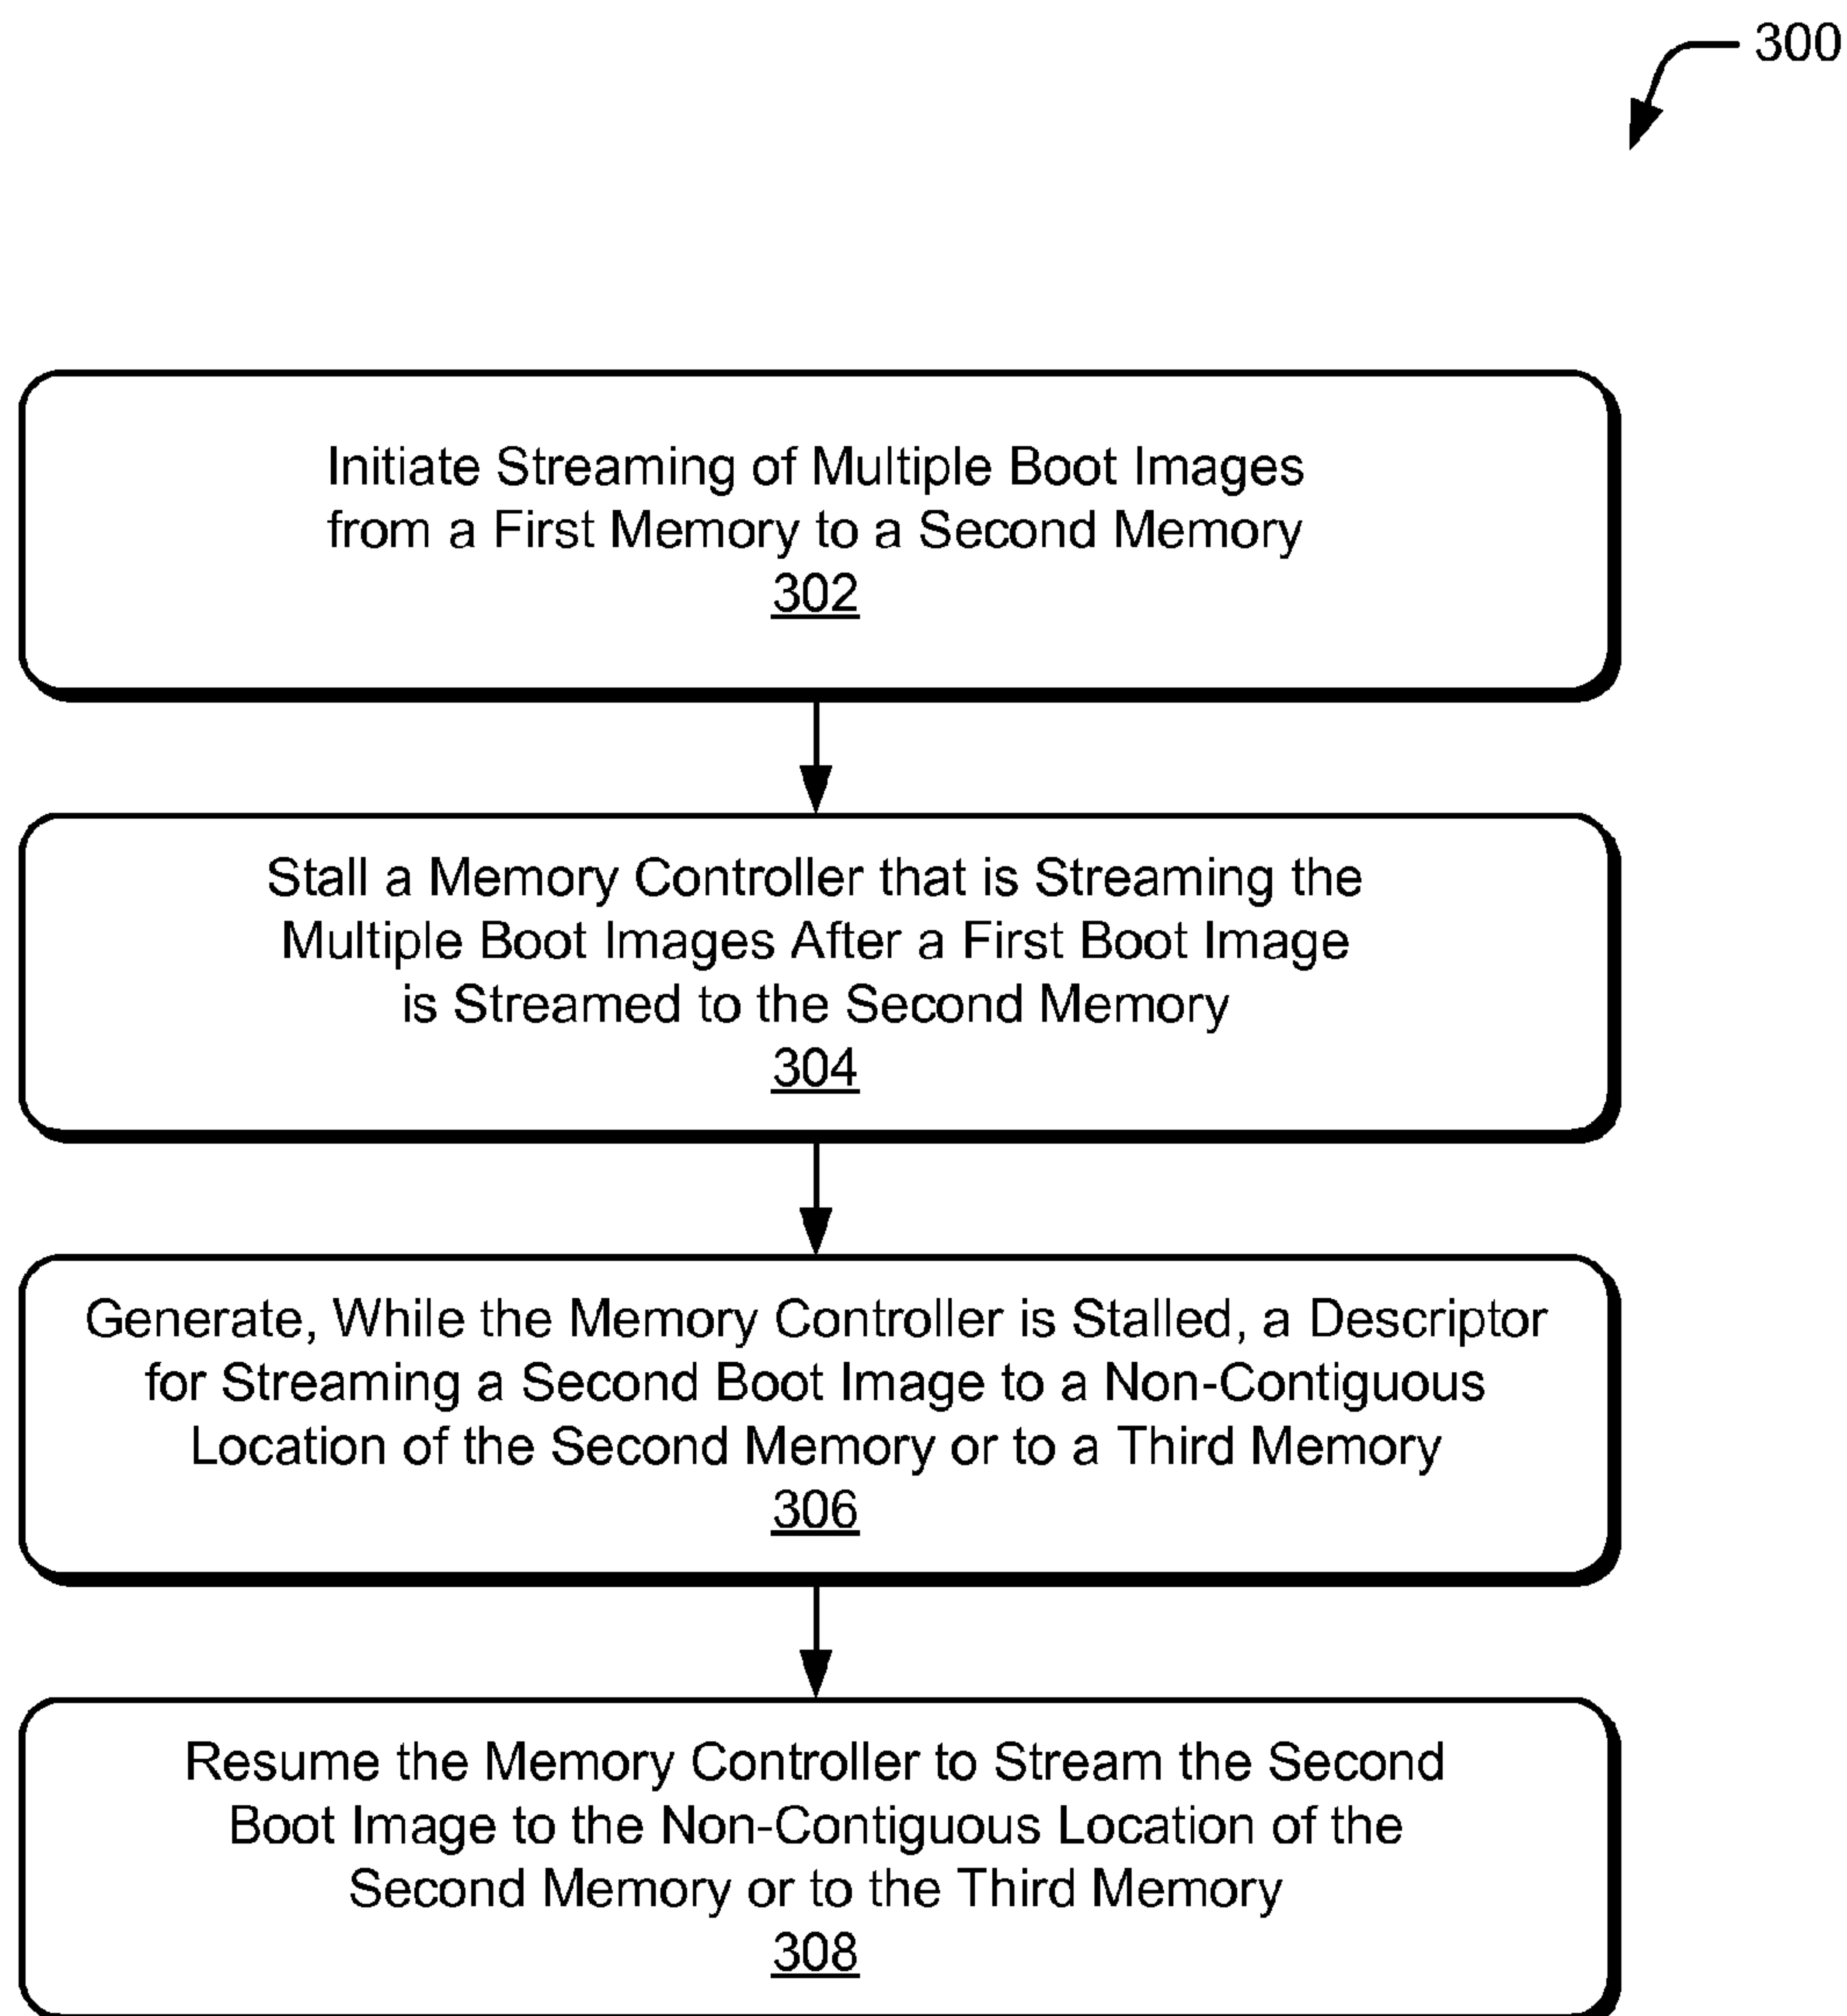 300
Initiate Streaming of Multiple Boot Images
from a First Memory to a Second Memory
302
Stall a Memory Controller that is Streaming the
Multiple Boot Images After a First Boot Image
is Streamed to the Second Memory
304
Generate, While the Memory Controller is Stalled, a Descriptor
for Streaming a Second Boot Image to a Non-Contiguous
Location of the Second Memory or to a Third Memory
306
Resume the Memory Controller to Stream the Second
Boot Image to the Non-Contiguous Location of the
Second Memory or to the Third Memory
308